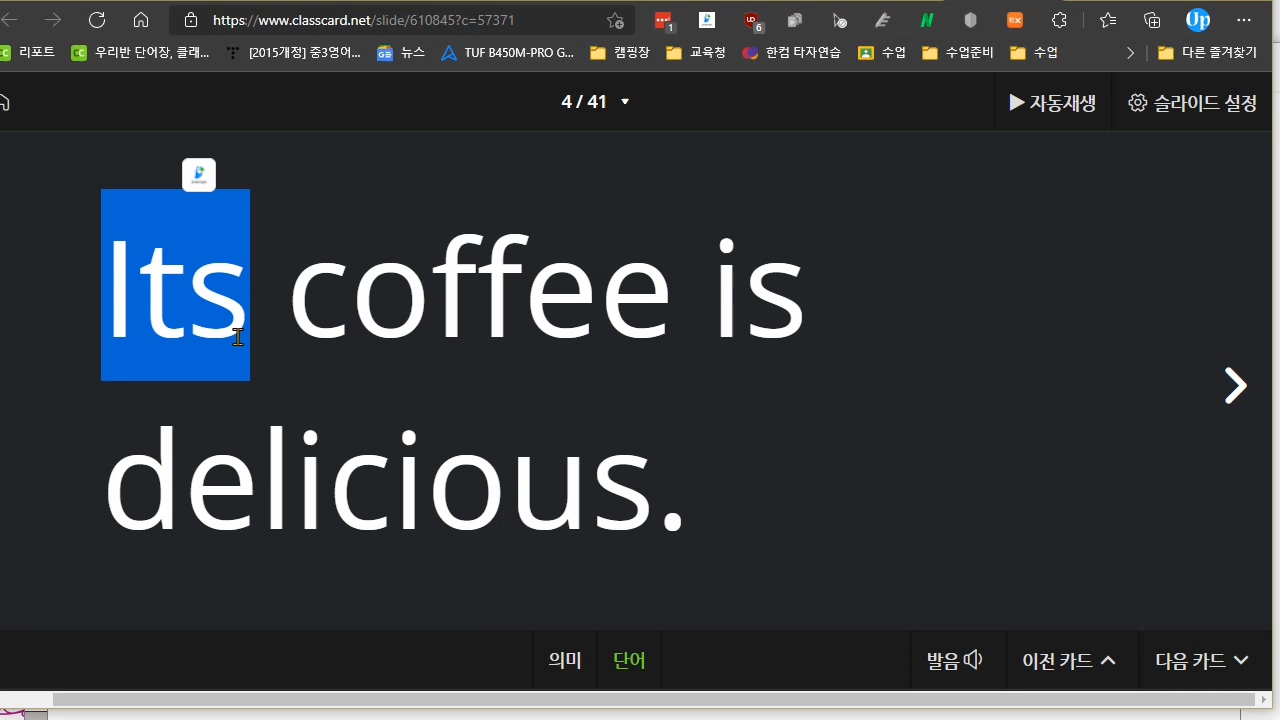 https://www.classcard.net/slide/610845?c=57371
1
6
N
EX
Up
리포트
우리반 단어장, 클래...
[2015개정] 중3영어...
뉴스
TUF B450M-PRO G...
캠핑장
교육청
한컴 타자연습
수업
수업준비
수업
다른 즐겨찾기
4 / 41
자동재생
슬라이드 설정
Its coffee is
delicious.
의미
단어
발음
이전 카드
다음 카드